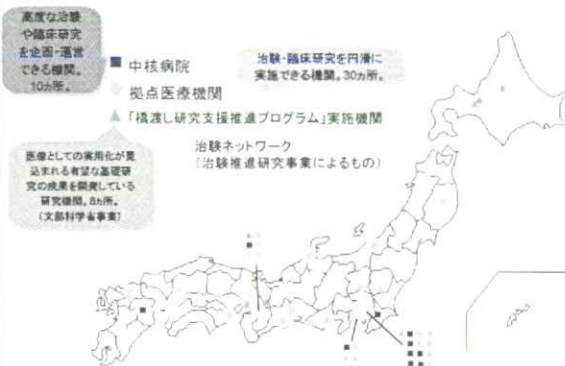 高度な治験
や臨床研究
を企画・運営
できる機関。
10カ所。
中核病院
治験・臨床研究を円滑に
実施できる機関。30カ所。
拠点医療機関
「橋渡し研究支援推進プログラム」実施機関
治験ネットワーク
(治験推進研究事業によるもの)
医療としての実用化が見
込まれる有望な基礎研
究の成果を開発している
研究機関。6カ所。
(文部科学省事業)